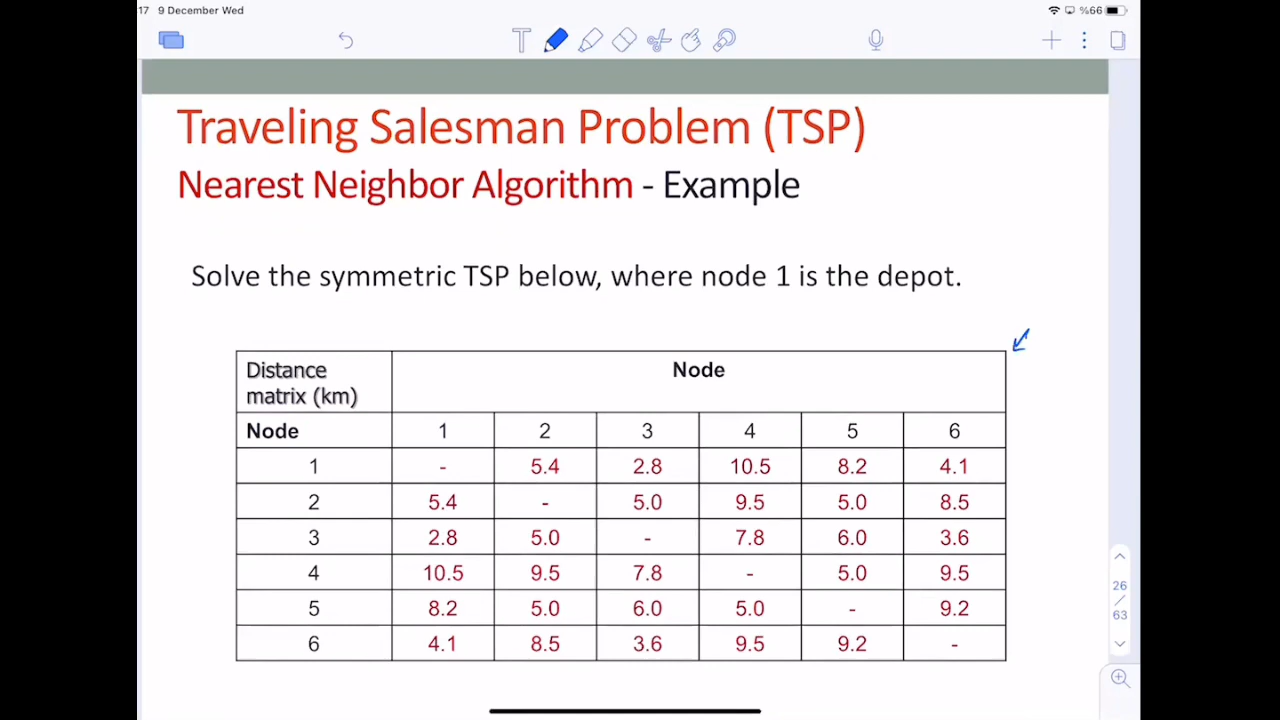 17 9 December Wed
%66
Traveling Salesman Problem (TSP)
Nearest Neighbor Algorithm - Example
Solve the symmetric TSP below, where node 1 is the depot.
Distance matrix (km) Node
Node 1 2 3 4 5 6
1 - 5.4 2.8 10.5 8.2 4.1
2 5.4 - 5.0 9.5 5.0 8.5
3 2.8 5.0 - 7.8 6.0 3.6
4 10.5 9.5 7.8 - 5.0 9.5
5 8.2 5.0 6.0 5.0 - 9.2
6 4.1 8.5 3.6 9.5 9.2 -
26
/
63